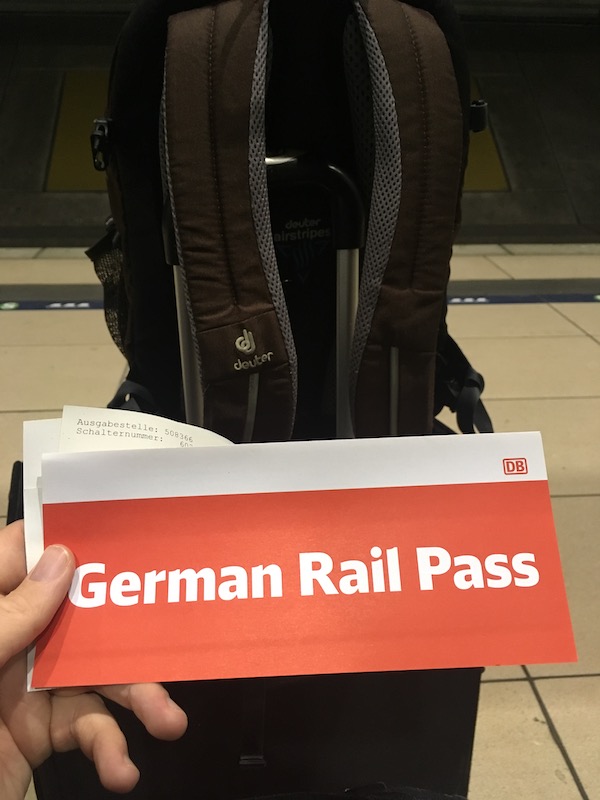 deuter
airstripes
deuter
Ausgabestelle: 508366
Schalternummer:
DB
German Rail Pass